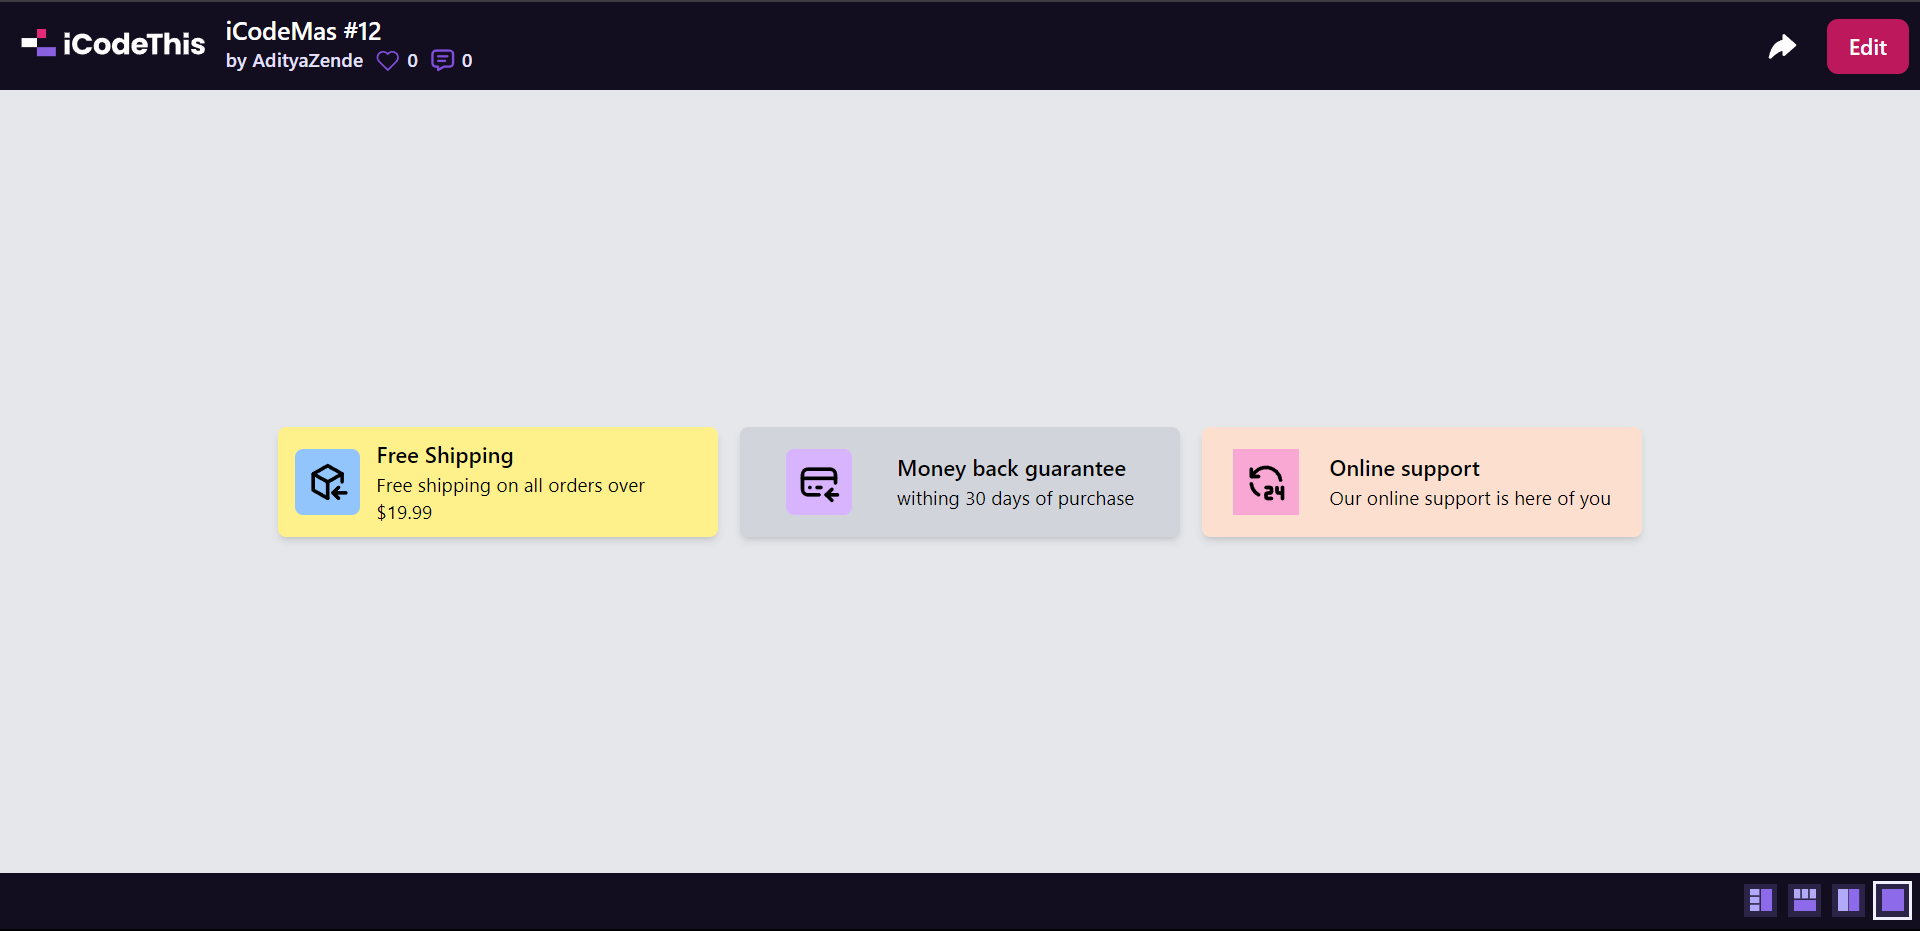 iCodeThis
iCodeMas #12
by AdityaZende 0 0
Edit
Free Shipping
Free shipping on all orders over
$19.99
Money back guarantee
withing 30 days of purchase
24
Online support
Our online support is here of you